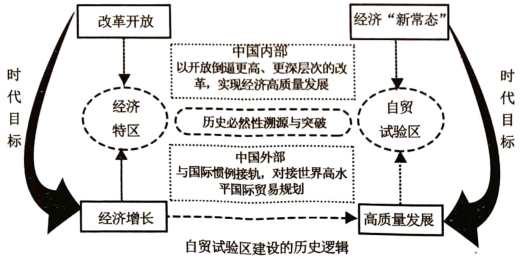 改革开放
经济“新常态”
中国内部
以开放倒逼更高、更深层次的改
革，实现经济高质量发展
时代目标
经济
特区
历史必然性溯源与突破
自贸
试验区
时代目标
中国外部
与国际惯例接轨，对接世界高水
平国际贸易规划
经济增长
高质量发展
自贸试验区建设的历史逻辑